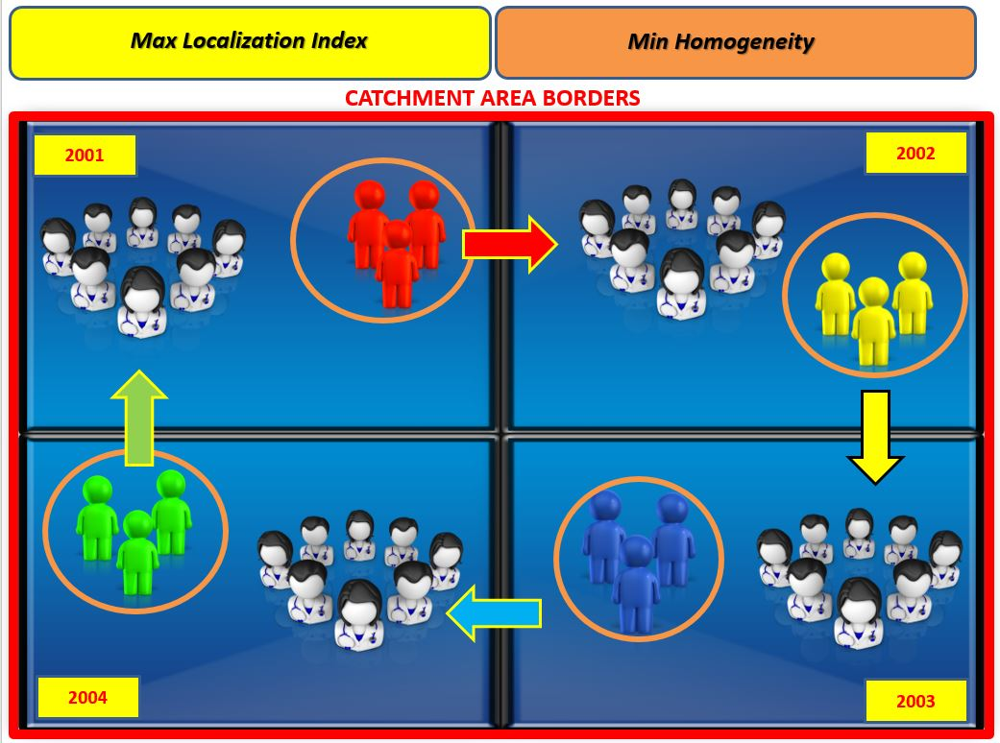 Max Localization Index
Min Homogeneity
CATCHMENT AREA BORDERS
2001
2002
2004
2003